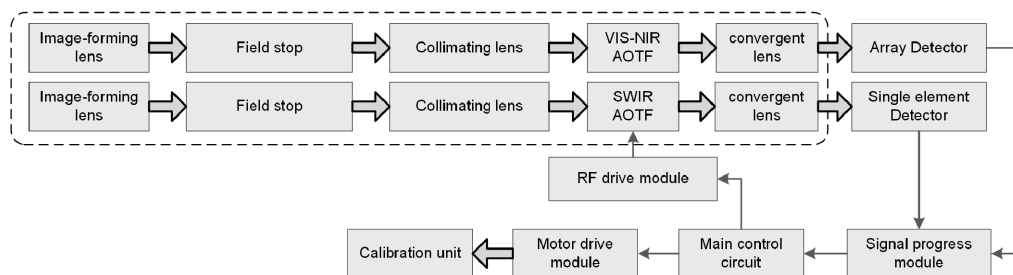 Image-forming
lens
Field stop
Collimating lens
VIS-NIR
AOTF
convergent
lens
Array Detector
Image-forming
lens
Field stop
Collimating lens
SWIR
AOTF
convergent
lens
Single element
Detector
RF drive module
Calibration unit
Motor drive
module
Main control
circuit
Signal progress
module